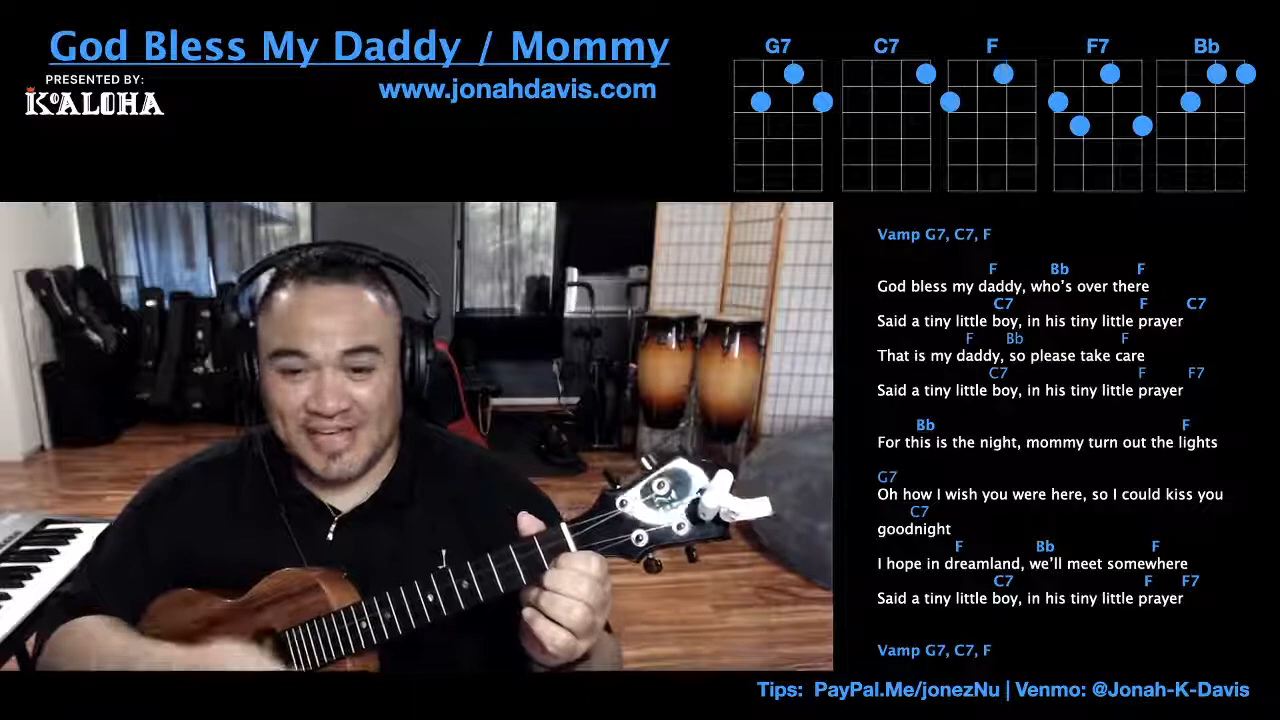 God Bless My Daddy / Mommy
PRESENTED BY:
KoALOHA
www.jonahdavis.com
G7 C7 F F7 Bb
Vamp G7, C7, F
F Bb F
God bless my daddy, who's over there
C7 F C7
Said a tiny little boy, in his tiny little prayer
F Bb F
That is my daddy, so please take care
C7 F F7
Said a tiny little boy, in his tiny little prayer
Bb F
For this is the night, mommy turn out the lights
G7
Oh how I wish you were here, so I could kiss you
C7
goodnight
F Bb F
I hope in dreamland, we'll meet somewhere
C7 F F7
Said a tiny little boy, in his tiny little prayer
Vamp G7, C7, F
Tips: PayPal.Me/jonezNu | Venmo: @Jonah-K-Davis